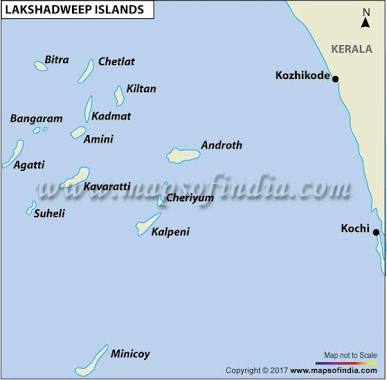 LAKSHADWEEP ISLANDS
N
KERALA
Bitra
Chetlat
Kozhikode
Kiltan
Kadmat
Bangaram
Amini
Androth
Agatti
Kavaratti
www.mapsofindia.com
Cheriyum
Suheli
Kalpeni
Kochi
Minicoy
Map not to Scale
Copyright © 2017 www.mapsofindia.com